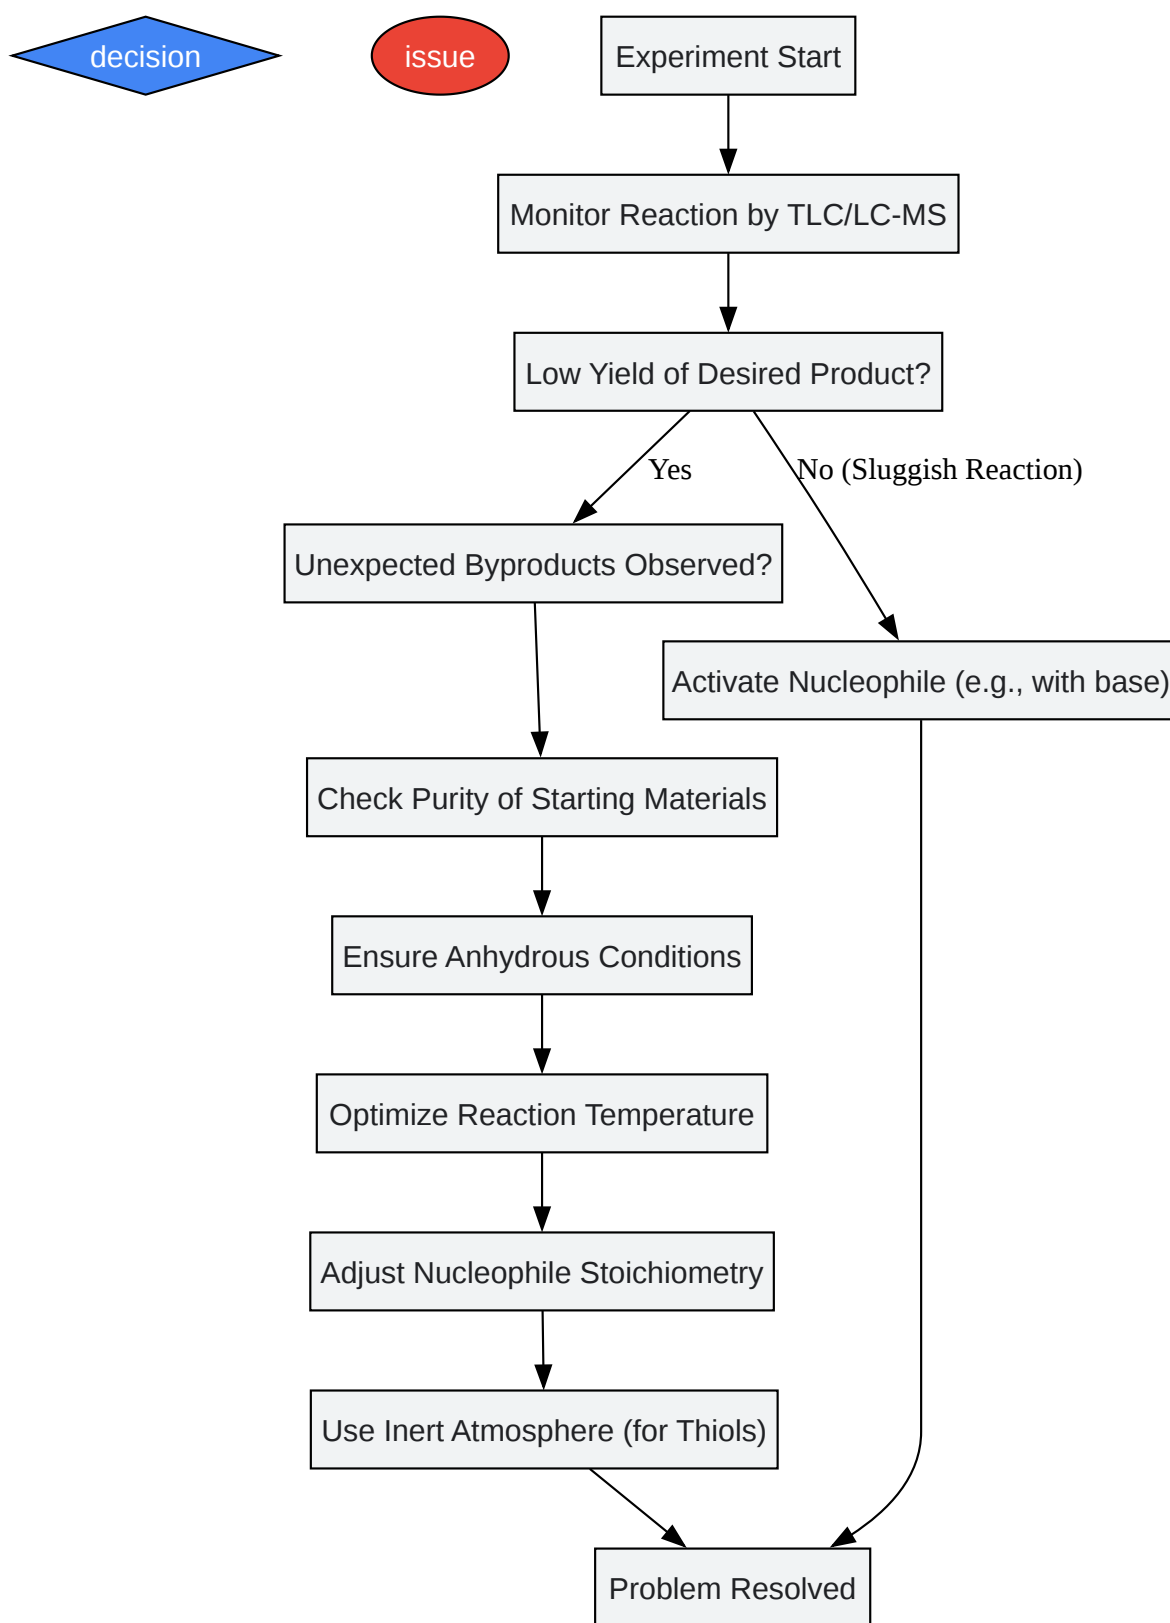 decision
issue
Experiment Start
Monitor Reaction by TLC/LC-MS
Low Yield of Desired Product?
Yes
No (Sluggish Reaction)
Unexpected Byproducts Observed?
Activate Nucleophile (e.g., with base)
Check Purity of Starting Materials
Ensure Anhydrous Conditions
Optimize Reaction Temperature
Adjust Nucleophile Stoichiometry
Use Inert Atmosphere (for Thiols)
Problem Resolved